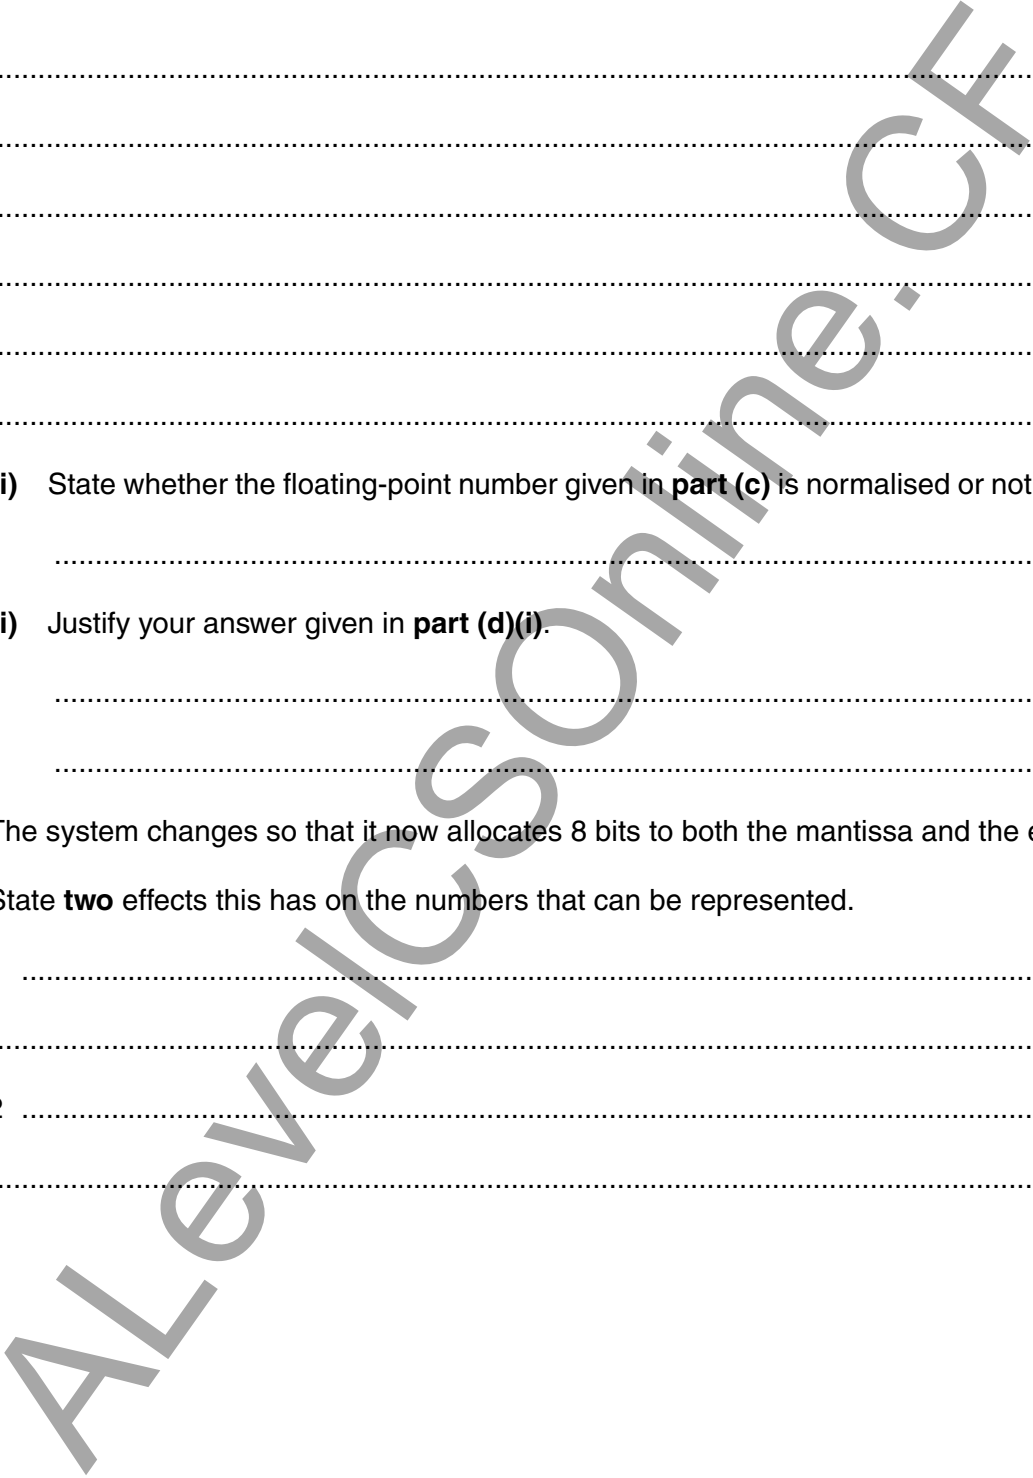 i) State whether the floating-point number given in part (c) is normalised or not
i) Justify your answer given in part (d)(i).
The system changes so that it now allocates 8 bits to both the mantissa and the e
State two effects this has on the numbers that can be represented.
2
ALevelCSOnline.CF